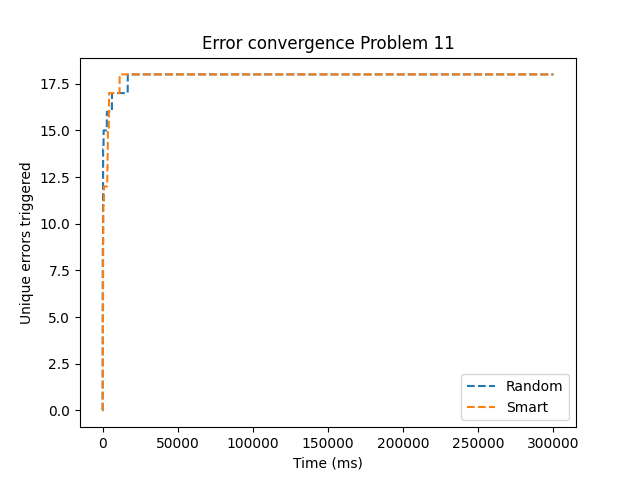 Error convergence Problem 11
Unique errors triggered
17.5
15.0
12.5
10.0
7.5
5.0
2.5
0.0
Random
Smart
0 50000 100000 150000 200000 250000 300000
Time (ms)